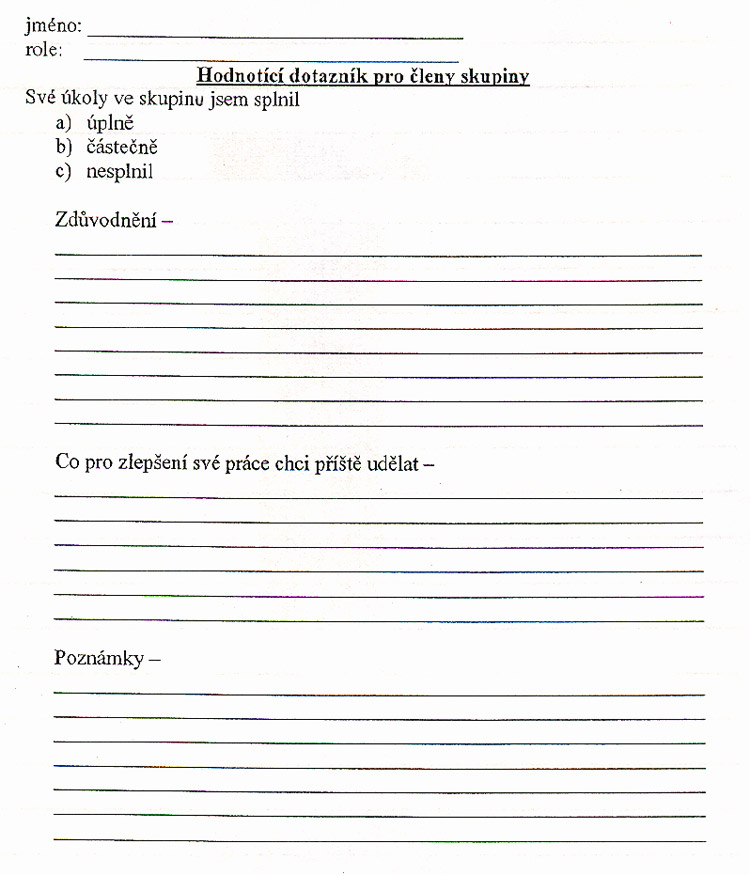 jméno:
role:
Hodnotící dotazník pro členy skupiny
Své úkoly ve skupinu jsem splnil
a) úplně
b) částečně
c) nesplnil
Zdůvodnění –
Co pro zlepšení své práce chci příště udělat –
Poznámky –